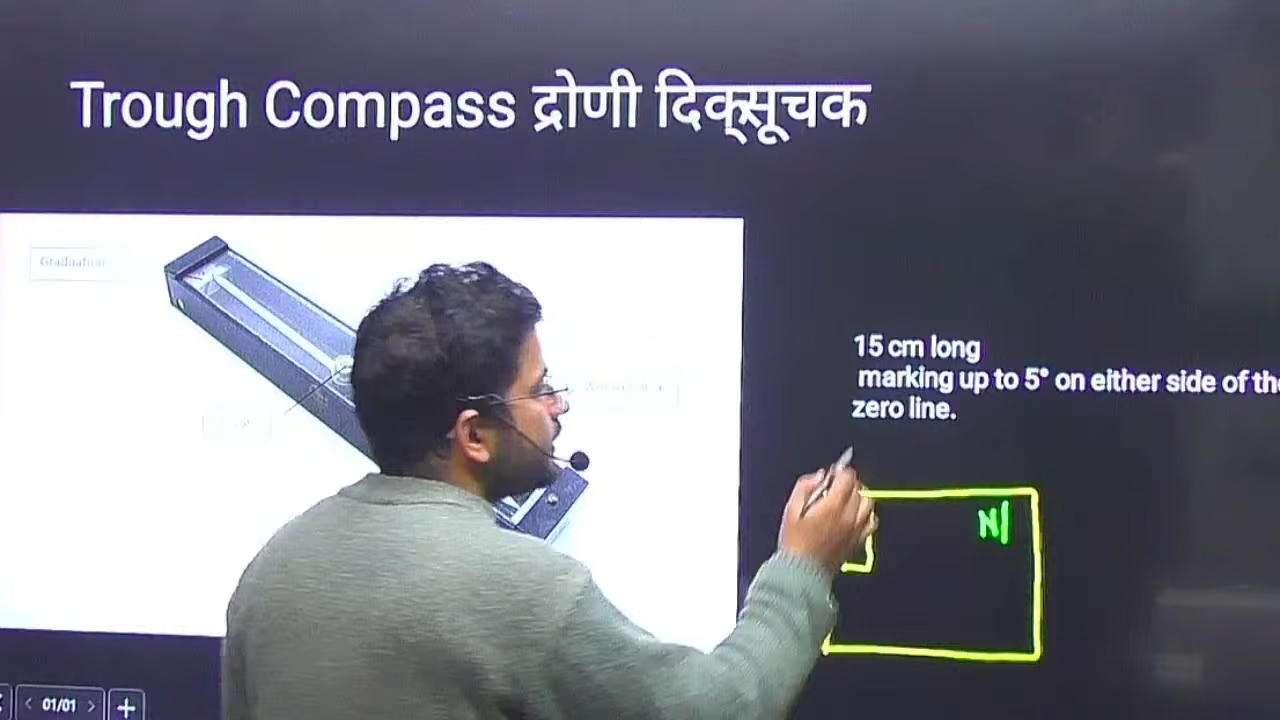 Trough Compass द्रोणी दिक्सूचक
Graduation
15 cm long
marking up to 5° on either side of the
zero line.
N
01/01